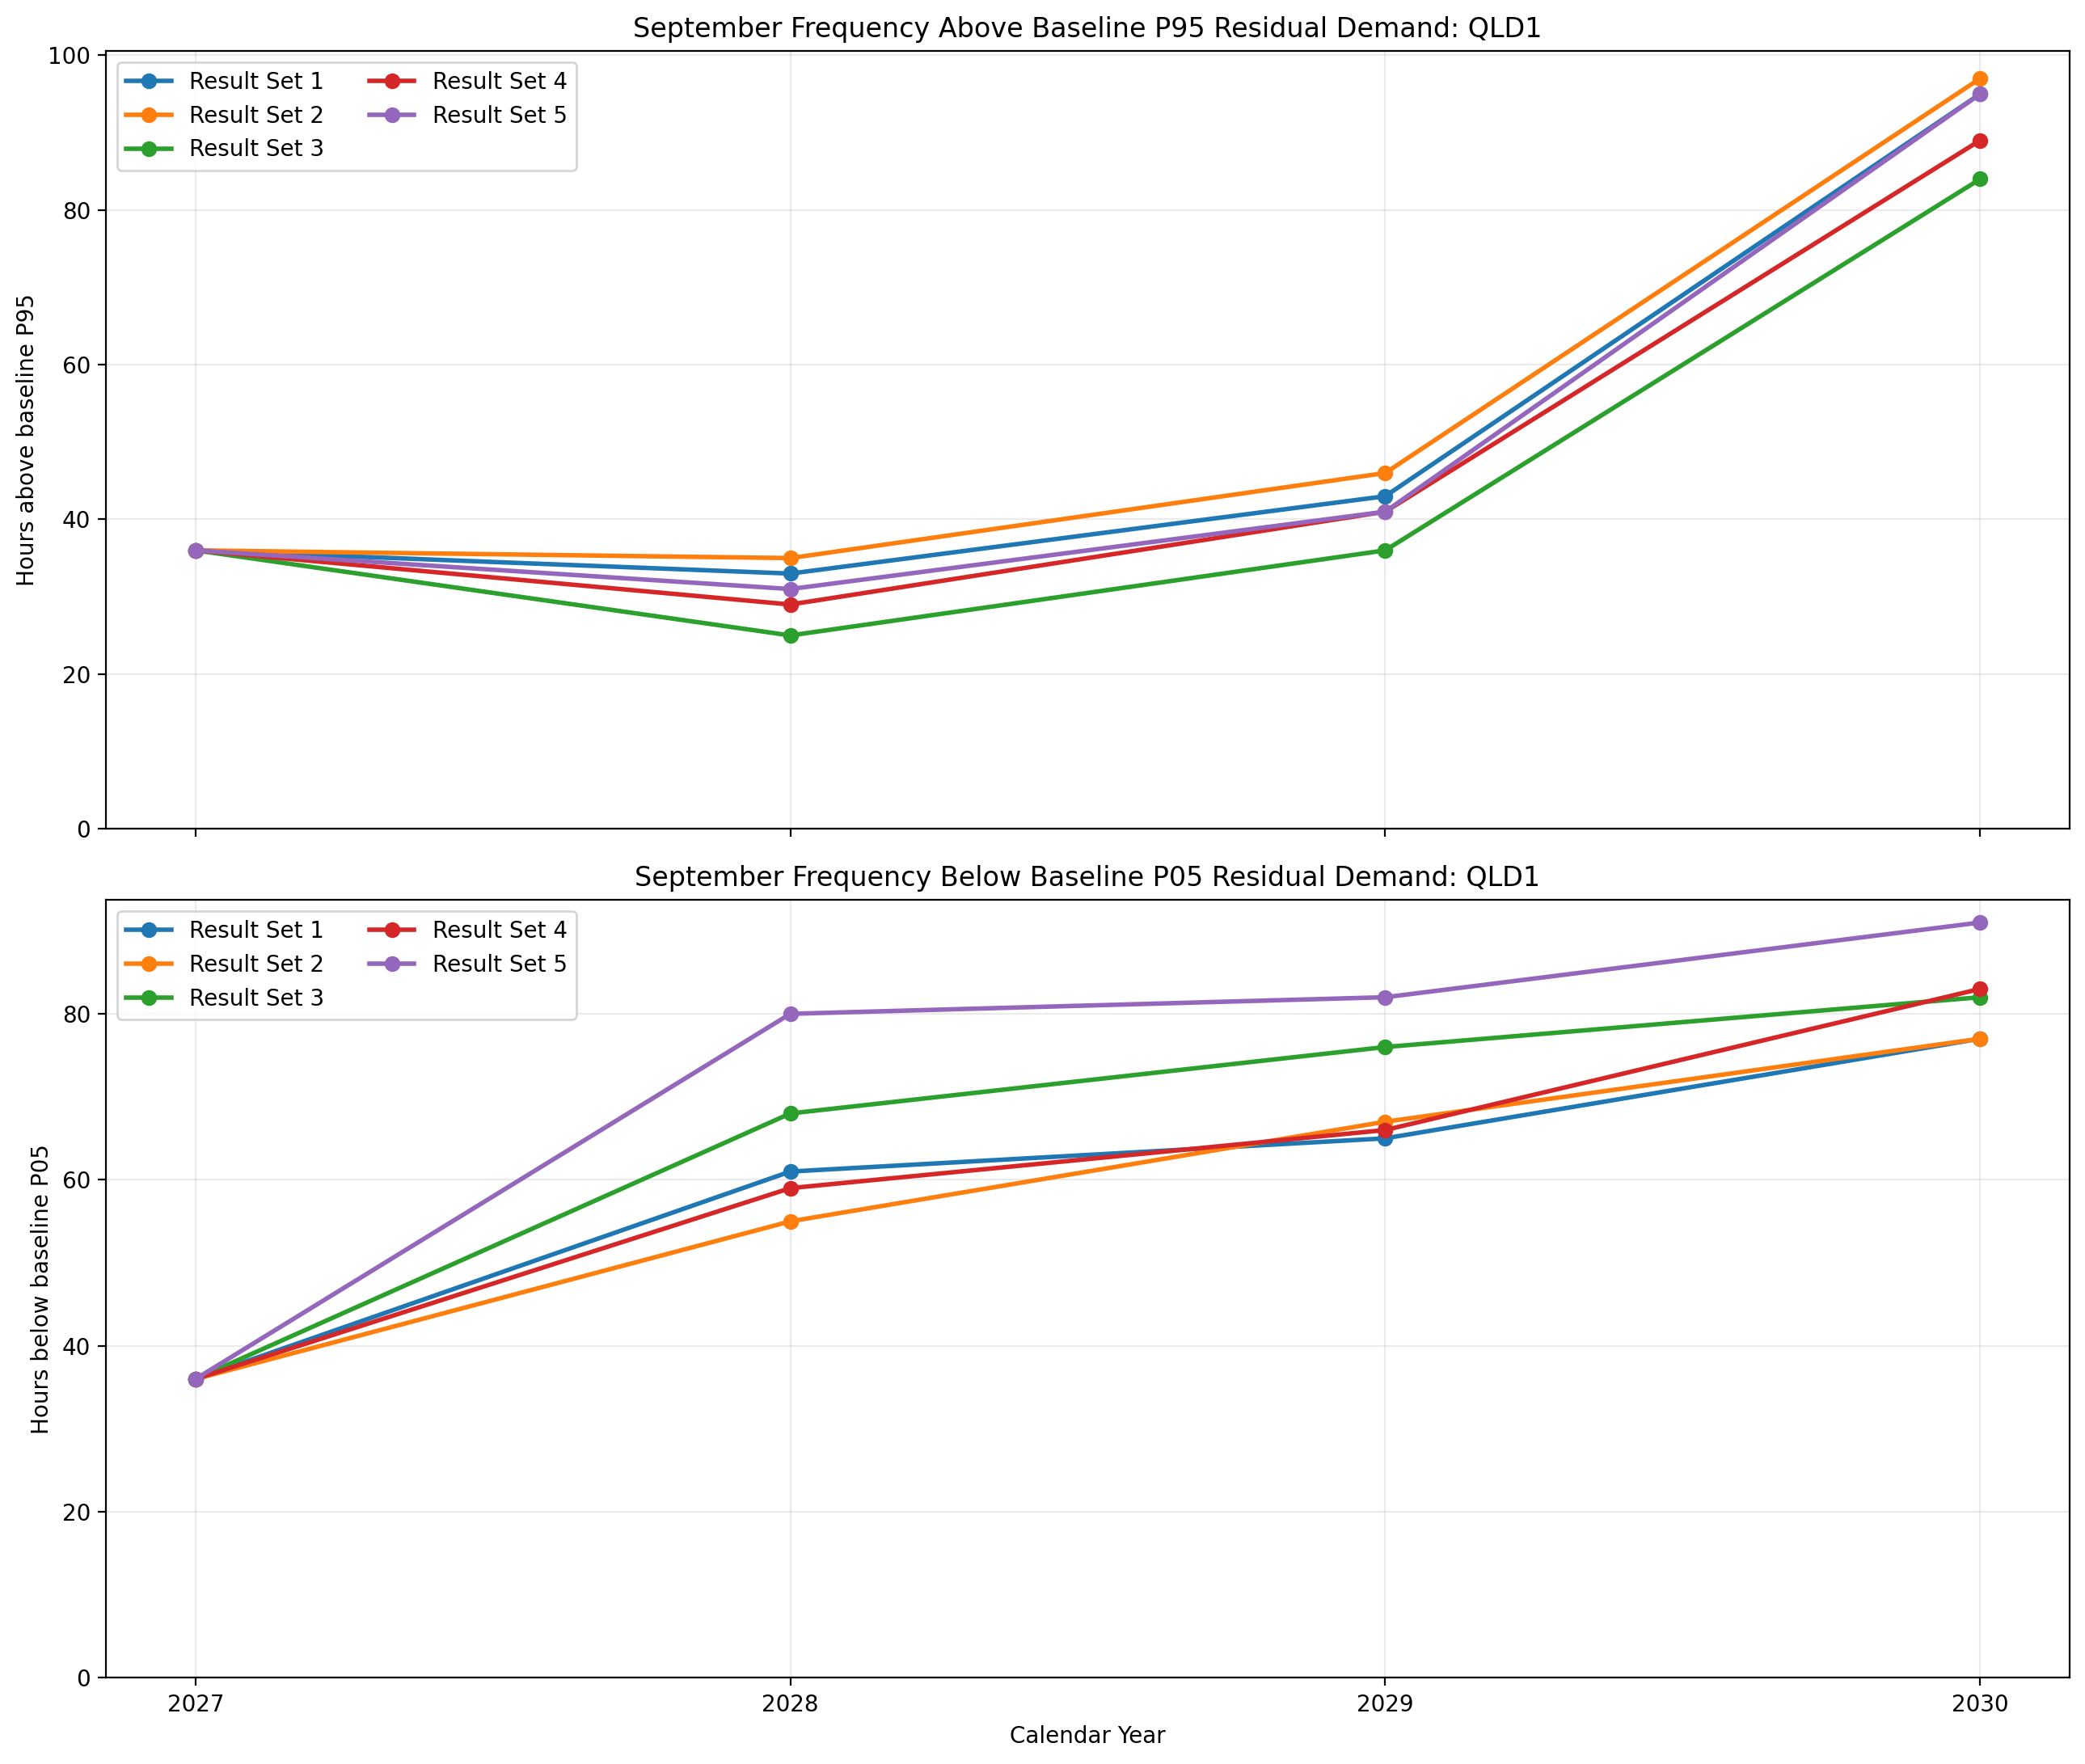 September Frequency Above Baseline P95 Residual Demand: QLD1
100
80
60
40
20
0
Hours above baseline P95
Result Set 1
Result Set 2
Result Set 3
Result Set 4
Result Set 5
September Frequency Below Baseline P05 Residual Demand: QLD1
80
60
40
20
0
Hours below baseline P05
Result Set 1
Result Set 2
Result Set 3
Result Set 4
Result Set 5
2027 2028 2029 2030
Calendar Year